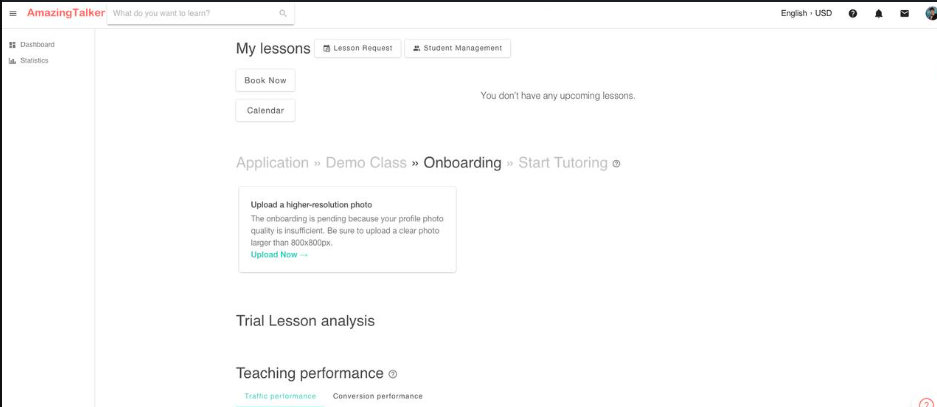 AmazingTalker What do you want to learn? English · USD
Dashboard
Statistics
My lessons Lesson Request Student Management
Book Now
You don't have any upcoming lessons.
Calendar
Application » Demo Class » Onboarding » Start Tutoring
Upload a higher-resolution photo
The onboarding is pending because your profile photo
quality is insufficient. Be sure to upload a clear photo
larger than 800x800px.
Upload Now →
Trial Lesson analysis
Teaching performance
Traffic performance Conversion performance